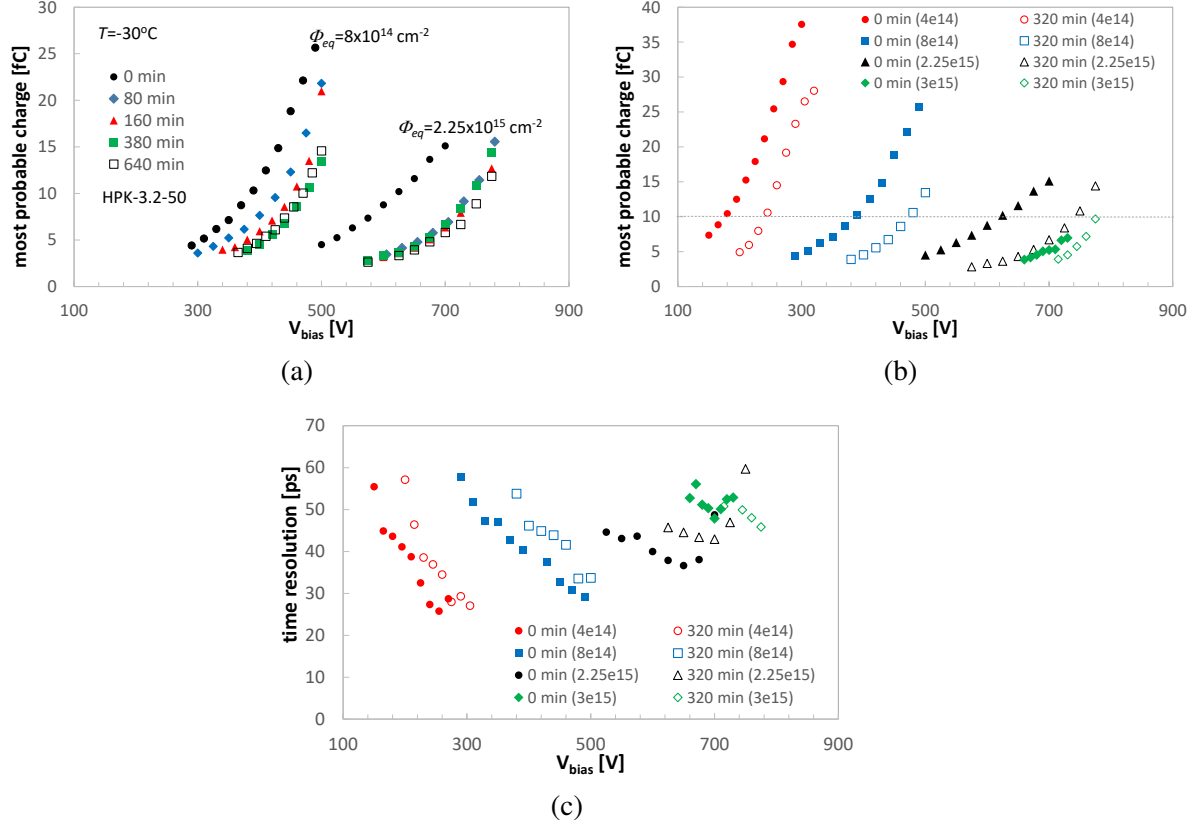 (a)
most probable charge [fC]
40
35
30
25
20
15
10
5
0
T=-30°C
Φeq=8x10^14 cm-2
0 min
80 min
160 min
380 min
640 min
Φeq=2.25x10^15 cm-2
HPK-3.2-50
100 300 500 700 900
Vbias [V]
(b)
most probable charge [fC]
40
35
30
25
20
15
10
5
0
0 min (4e14) 320 min (4e14)
0 min (8e14) 320 min (8e14)
0 min (2.25e15) 320 min (2.25e15)
0 min (3e15) 320 min (3e15)
100 300 500 700 900
Vbias [V]
time resolution [ps]
70
60
50
40
30
20
10
0
0 min (4e14) 320 min (4e14)
0 min (8e14) 320 min (8e14)
0 min (2.25e15) 320 min (2.25e15)
0 min (3e15) 320 min (3e15)
100 300 500 700 900
Vbias [V]
(c)